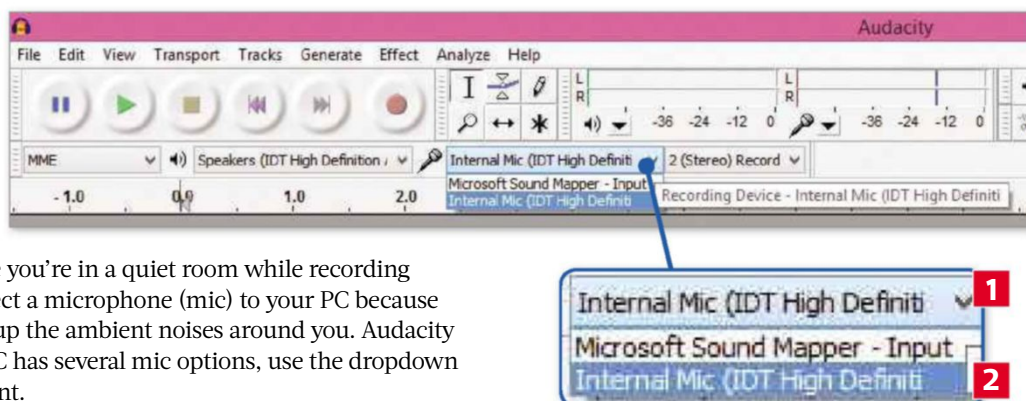 Audacity
File Edit View Transport Tracks Generate Effect Analyze Help
L
R
-36 -24 -12 0
L
R
-36 -24 -12 0
MME Speakers (IDT High Definition Internal Mic (IDT High Definiti 2 (Stereo) Record
Microsoft Sound Mapper - Input
Internal Mic (IDT High Definiti
Recording Device - Internal Mic (IDT High Definiti
- 1.0 0.0 1.0 2.0
you're in a quiet room while recording
ect a microphone (mic) to your PC because
up the ambient noises around you. Audacity
C has several mic options, use the dropdown
nt.
Internal Mic (IDT High Definiti 1
Microsoft Sound Mapper - Input
Internal Mic (IDT High Definiti 2